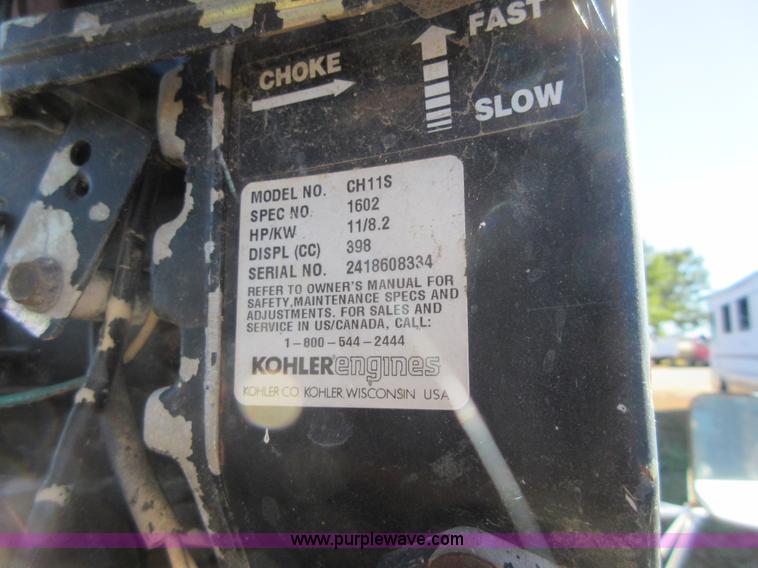 FAST
CHOKE
SLOW
MODEL NO. CH11S
SPEC NO. 1602
HP/KW 11/8.2
DISPL (CC) 398
SERIAL NO. 2418608334
REFER TO OWNER'S MANUAL FOR
SAFETY,MAINTENANCE SPECS AND
ADJUSTMENTS. FOR SALES AND
SERVICE IN US/CANADA, CALL:
1-800-544-2444
KOHLER engines
KOHLER CO. KOHLER, WISCONSIN USA
www.purplewave.com